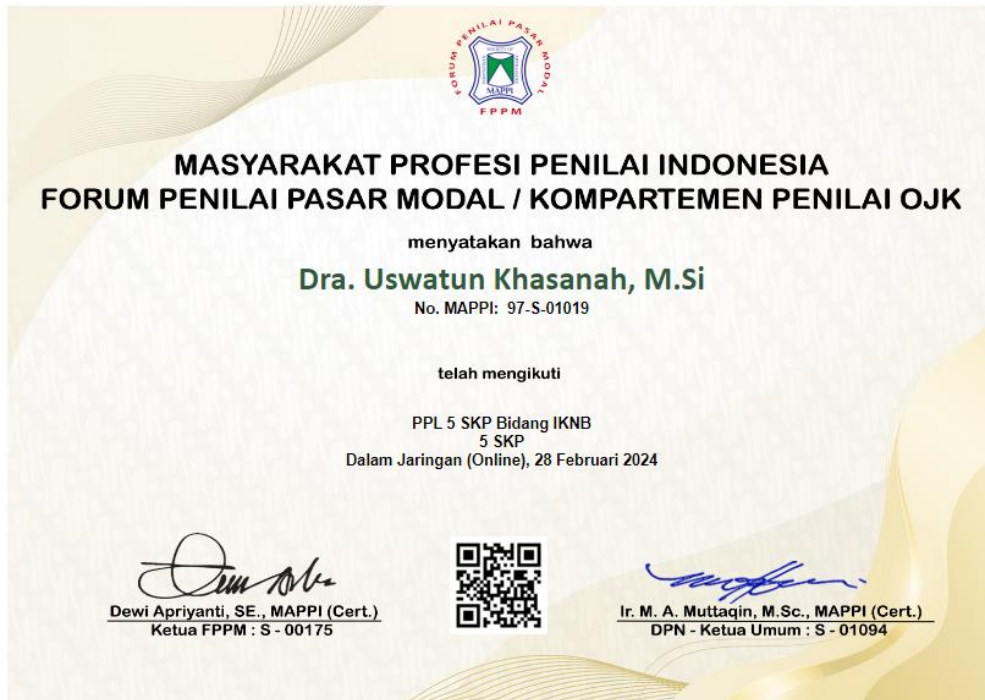 FORUM PENILAI PASAR MODAL
MAPPI
FPPM
MASYARAKAT PROFESI PENILAI INDONESIA
FORUM PENILAI PASAR MODAL / KOMPARTEMEN PENILAI OJK
menyatakan bahwa
Dra. Uswatun Khasanah, M.Si
No. MAPPI: 97-S-01019
telah mengikuti
PPL 5 SKP Bidang IKNB
5 SKP
Dalam Jaringan (Online), 28 Februari 2024
Dewi Apriyanti, SE., MAPPI (Cert.)
Ketua FPPM : S - 00175
Ir. M. A. Muttaqin, M.Sc., MAPPI (Cert.)
DPN - Ketua Umum : S - 01094